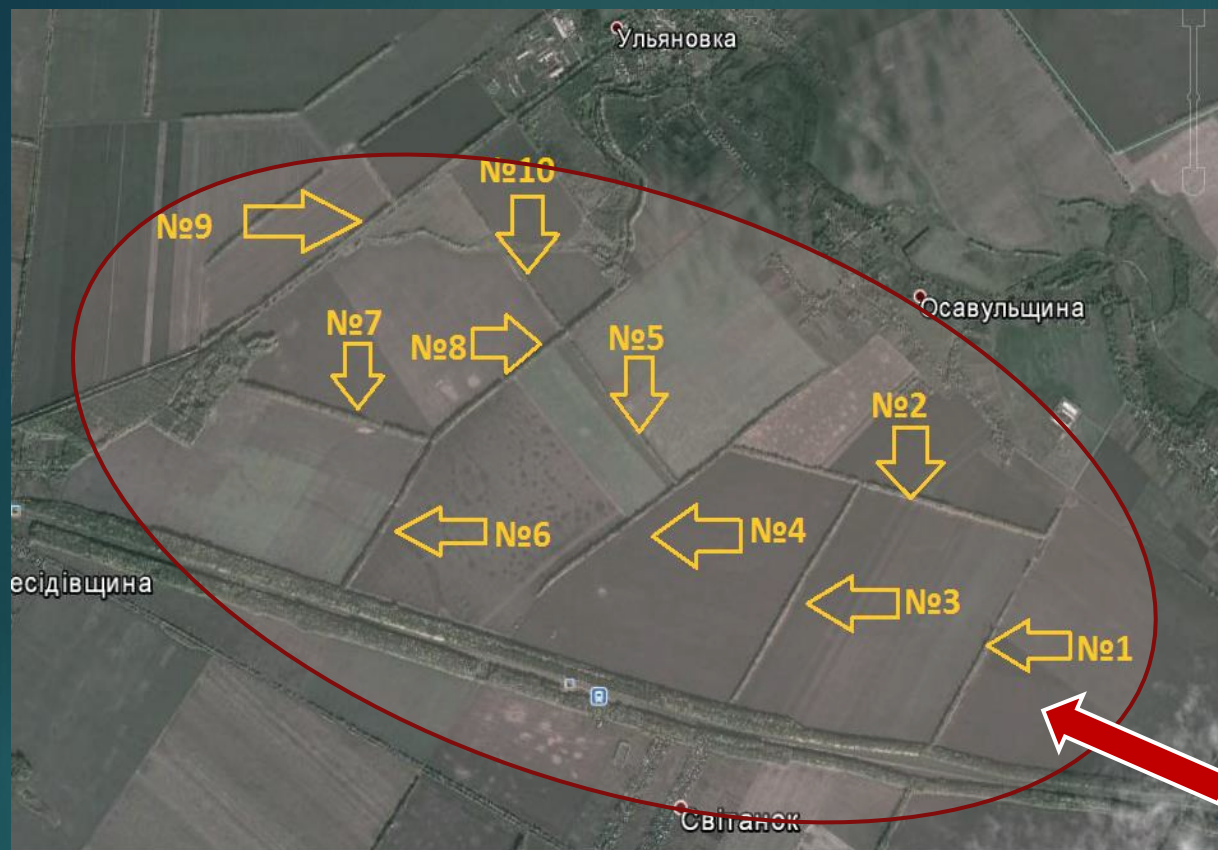 Ульяновка
№10
№9
Осавульщина
№7
№8
№5
№2
№6
№4
есідівщина
№3
№1
Світанок